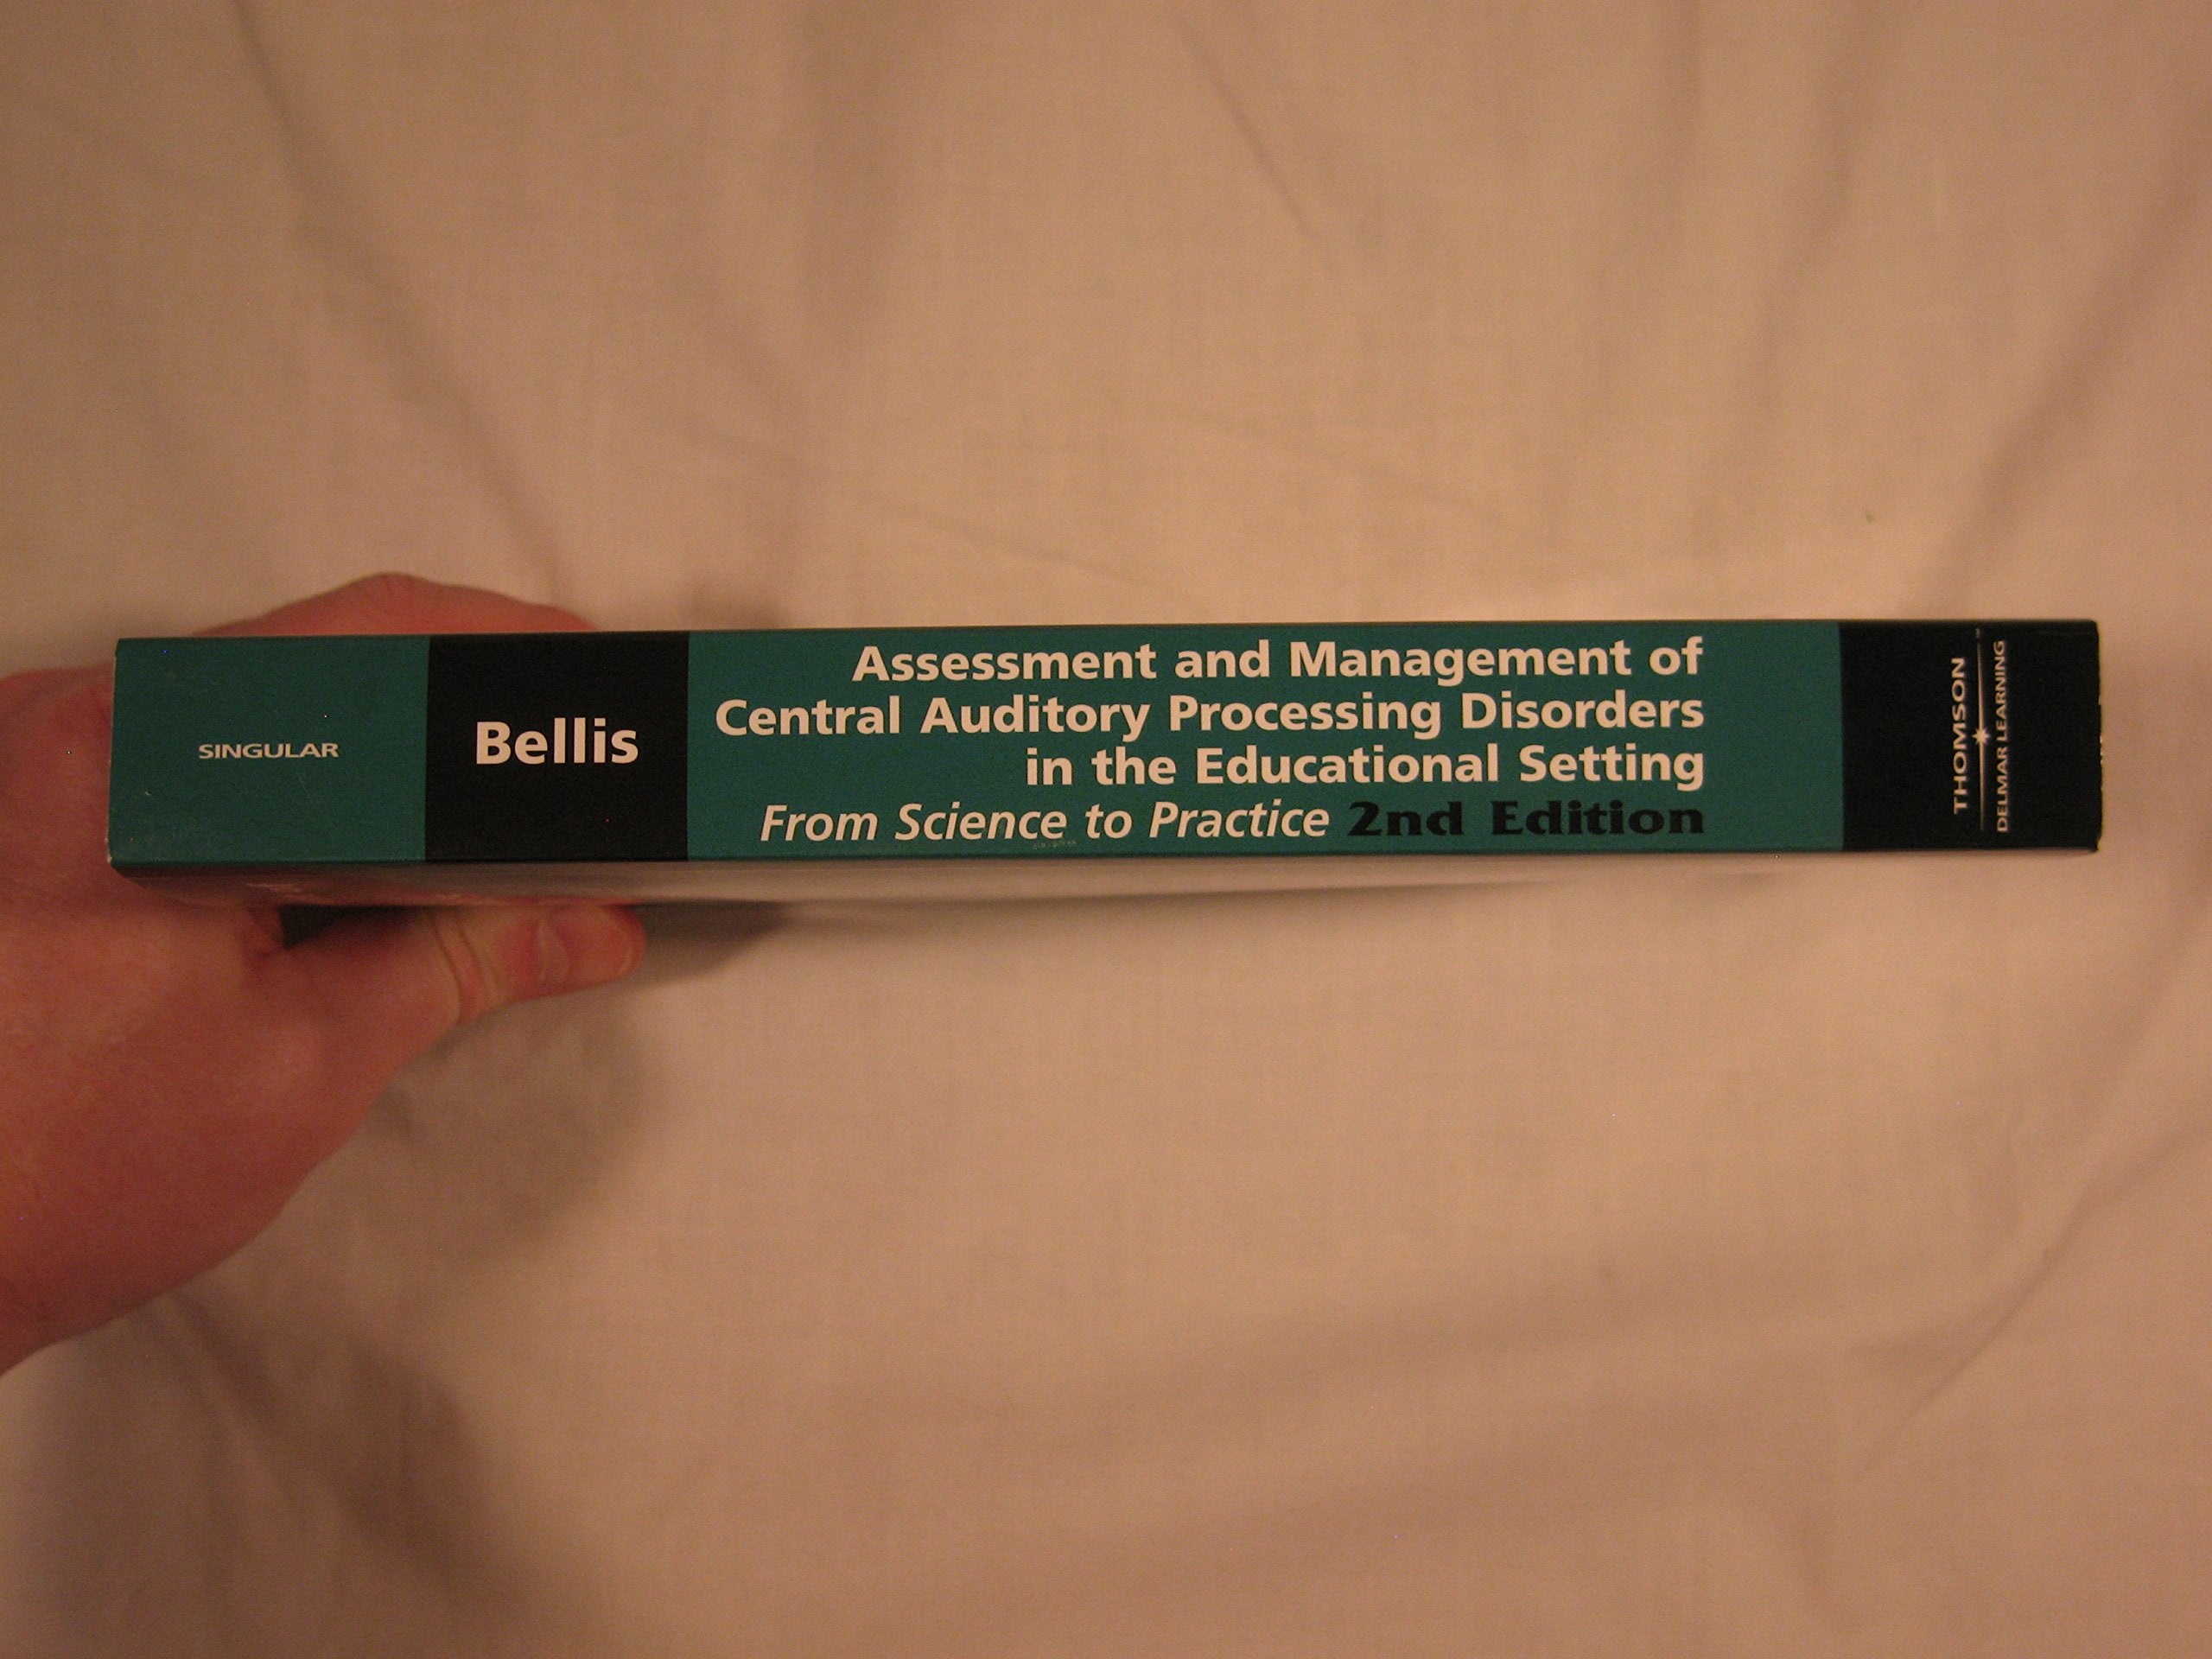 SINGULAR
Bellis
Assessment and Management of
Central Auditory Processing Disorders
in the Educational Setting
From Science to Practice 2nd Edition
THOMSON
DELMAR LEARNING